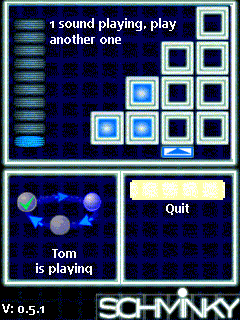 1 sound playing, play
another one
Tom
is playing
Quit
V: 0.5.1
SCHMINKY